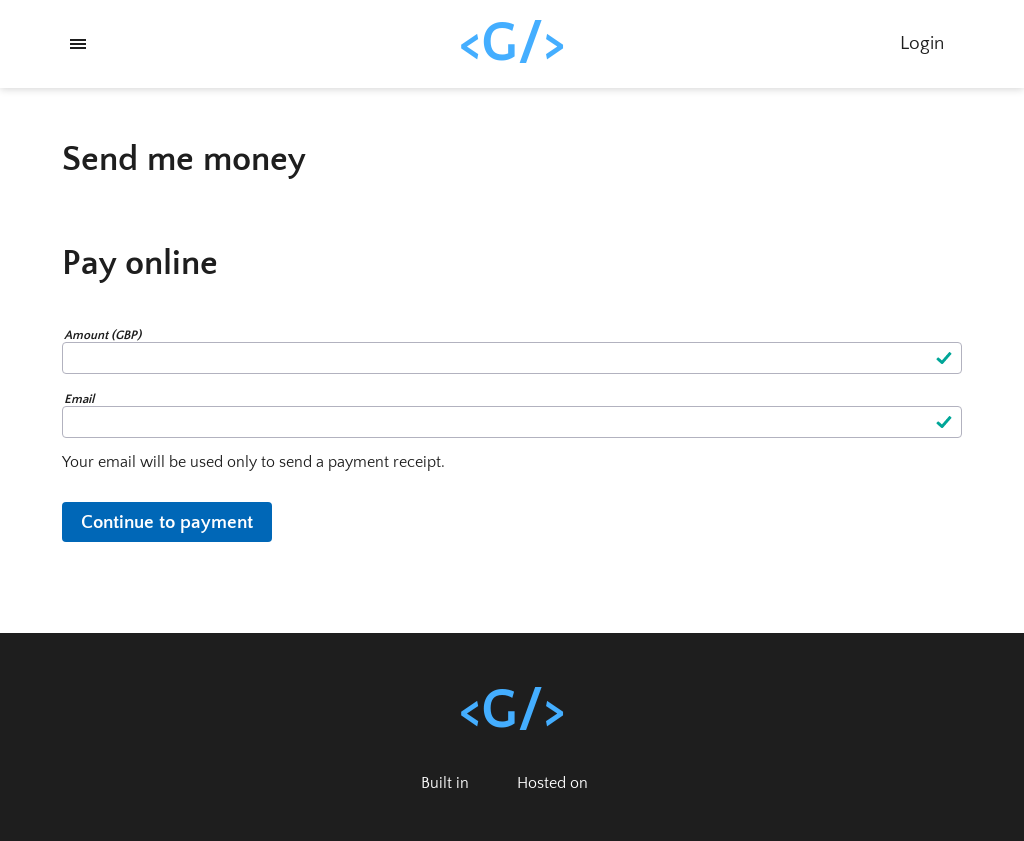 <G/>
Login
Send me money
Pay online
Amount (GBP)
Email
Your email will be used only to send a payment receipt.
Continue to payment
<G/>
Built in
Hosted on